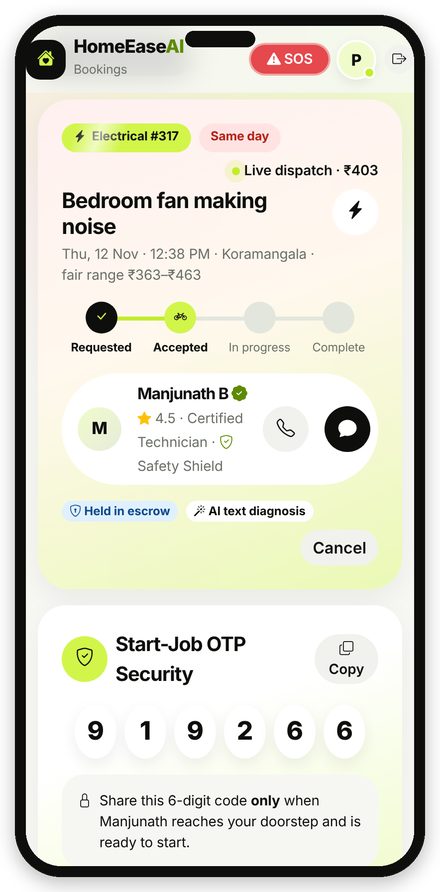 HomeEaseAI
Bookings
SOS
P
Electrical #317
Same day
Live dispatch · ₹403
Bedroom fan making
noise
Thu, 12 Nov · 12:38 PM · Koramangala ·
fair range ₹363–₹463
Requested
Accepted
In progress
Complete
M
Manjunath B
4.5 · Certified
Technician ·
Safety Shield
Held in escrow
AI text diagnosis
Cancel
Start-Job OTP
Security
Copy
9 1 9 2 6 6
Share this 6-digit code only when
Manjunath reaches your doorstep and is
ready to start.